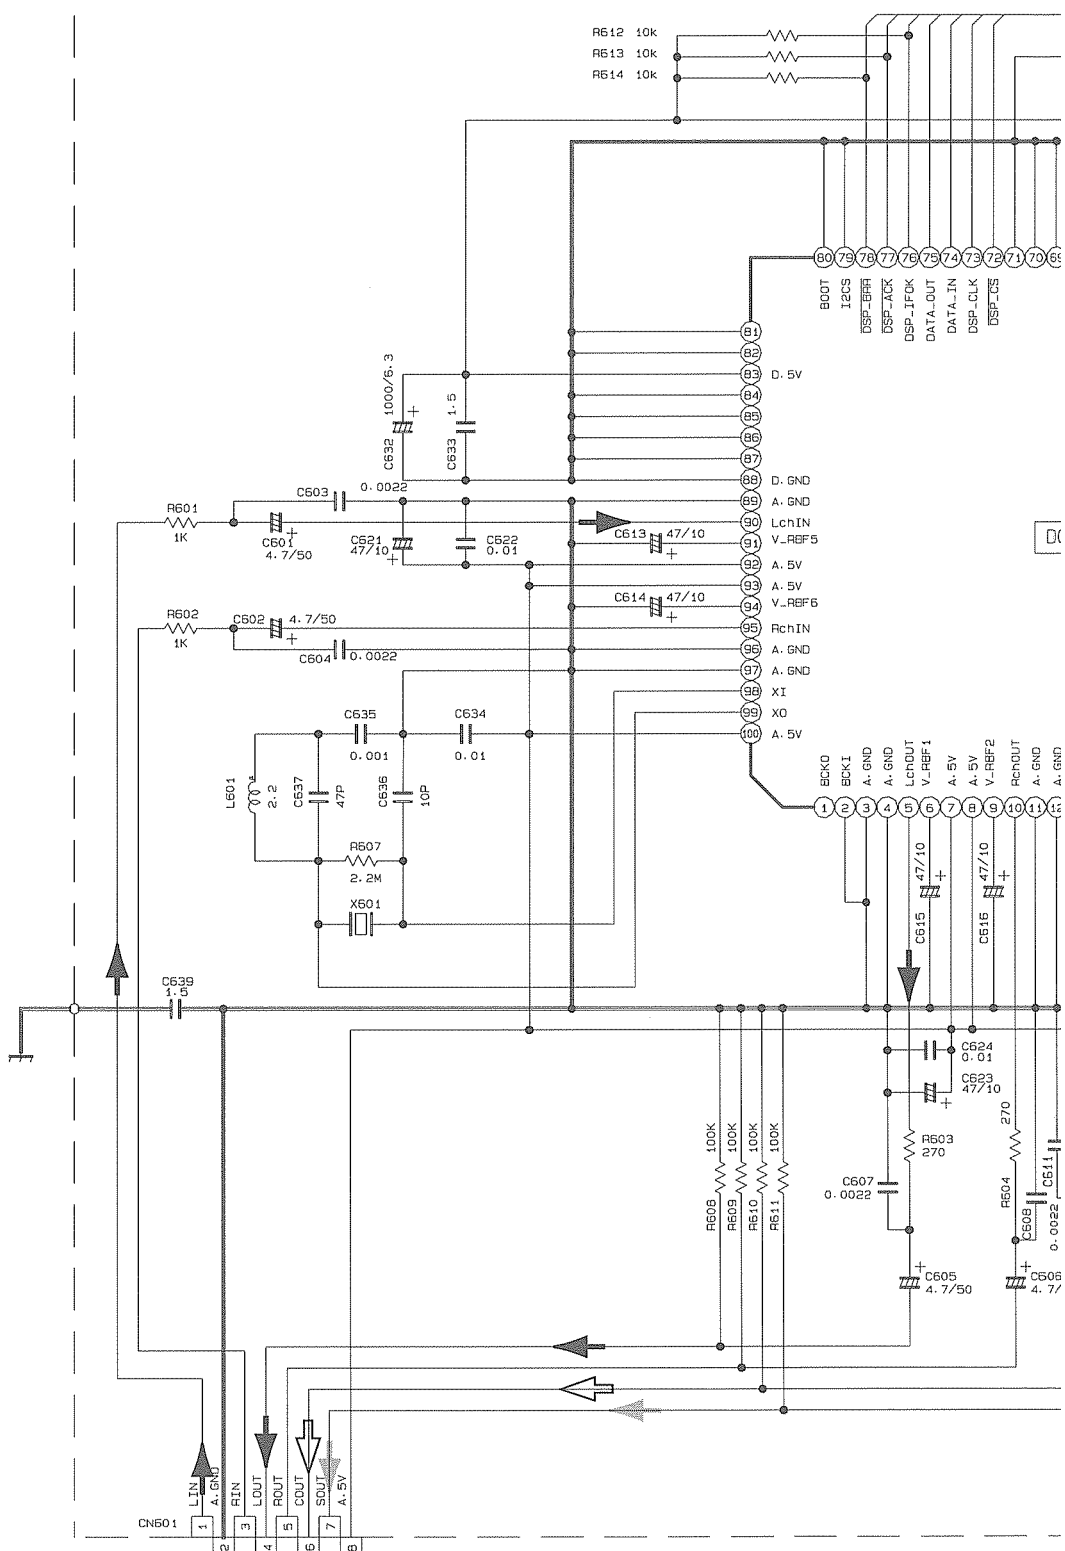 R612 10k
R613 10k
R614 10k
80
79
78
77
76
75
74
73
72
71
70
BOOT
I2CS
DSP_ERR
DSP_ACK
DSP_IFOK
DATA_OUT
DATA_IN
DSP_CLK
DSP_CS
81
82
83 D.5V
84
85
86
87
88 D.GND
89 A.GND
90 LchIN
91 V_REF5
92 A.5V
93 A.5V
94 V_REF6
95 RchIN
96 A.GND
97 A.GND
98 XI
99 XO
100 A.5V
1000/6.3
+
C632
1.5
C633
C603
0.0022
R601
1K
C601
+
4.7/50
C621
47/10
+
C622
0.01
C613 47/10
+
C614 47/10
+
R602
1K
C602 4.7/50
+
C604 0.0022
C635
0.001
C634
0.01
L601
2.2
C637
47P
C636
10P
R607
2.2M
X601
BCKO
BCKI
A.GND
A.GND
LchOUT
V_REF1
A.5V
A.5V
V_REF2
RchOUT
A.GND
A.GND
1
2
3
4
5
6
7
8
9
10
11
12
47/10
+
C615
47/10
+
C616
C639
1.5
C624
0.01
C623
47/10
+
R603
270
270
R604
C607
0.0022
C608
C611
0.0022
100K
R608
100K
R609
100K
R610
100K
R611
+
C605
4.7/50
+
C606
4.7/
LIN
A.GND
RIN
LOUT
ROUT
COUT
SOUT
A.5V
CN601
1
2
3
4
5
6
7
8